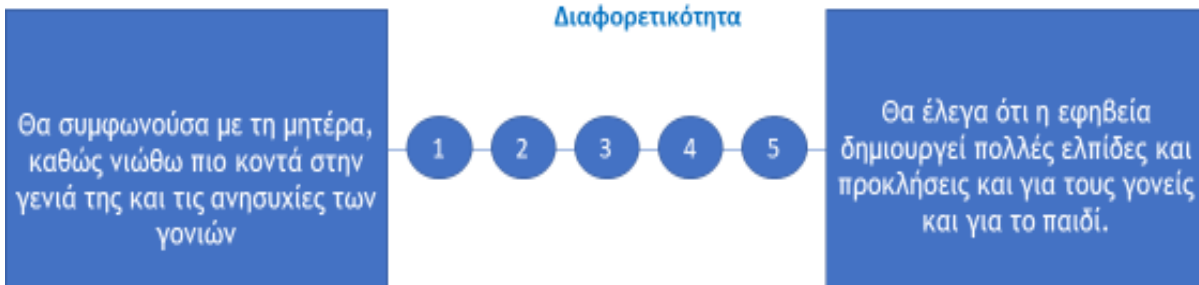 Διαφορετικότητα
Θα συμφωνούσα με τη μητέρα,
καθώς νιώθω πιο κοντά στην
γενιά της και τις ανησυχίες των
γονιών
1 2 3 4 5
Θα έλεγα ότι η εφηβεία
δημιουργεί πολλές ελπίδες και
προκλήσεις και για τους γονείς
και για το παιδί.